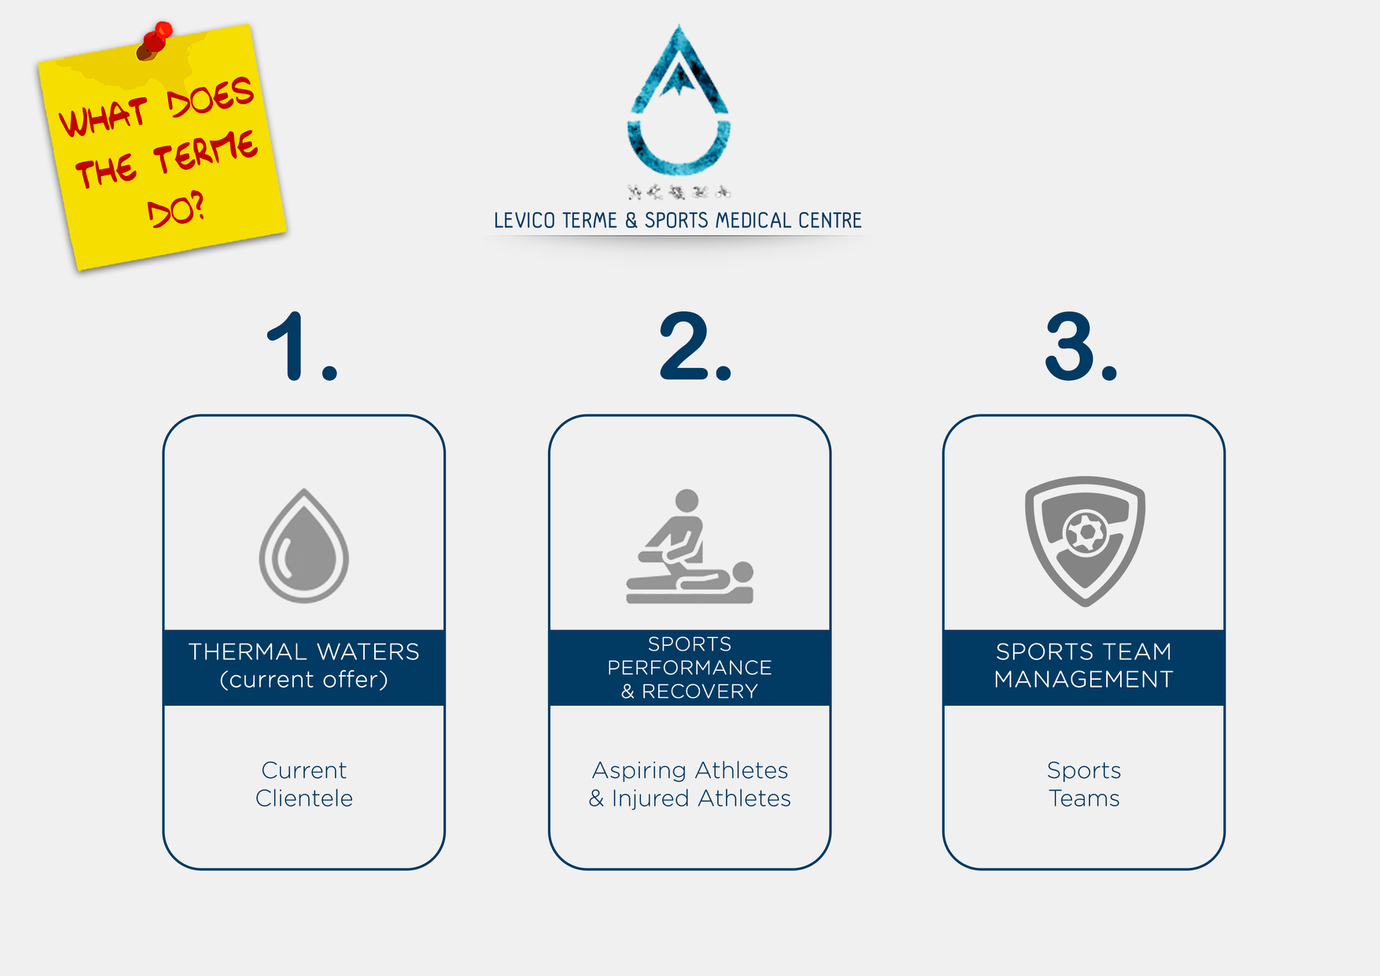 WHAT DOES
THE TERME
DO?
LEVICO TERME & SPORTS MEDICAL CENTRE
1.
2.
3.
THERMAL WATERS
(current offer)
Current
Clientele
SPORTS
PERFORMANCE
& RECOVERY
Aspiring Athletes
& Injured Athletes
SPORTS TEAM
MANAGEMENT
Sports
Teams